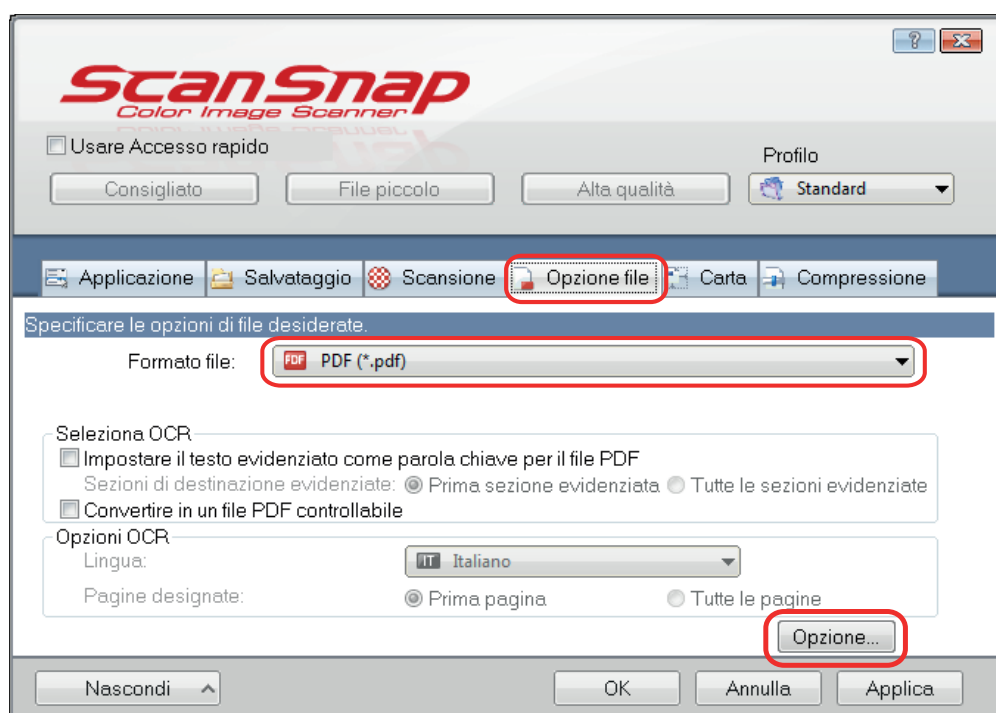 ScanSnap
Color Image Scanner
Usare Accesso rapido
Profilo
Consigliato File piccolo Alta qualità Standard
Applicazione Salvataggio Scansione Opzione file Carta Compressione
Specificare le opzioni di file desiderate.
Formato file: PDF PDF (*.pdf)
Seleziona OCR
Impostare il testo evidenziato come parola chiave per il file PDF
Sezioni di destinazione evidenziate: Prima sezione evidenziata Tutte le sezioni evidenziate
Convertire in un file PDF controllabile
Opzioni OCR
Lingua: IT Italiano
Pagine designate: Prima pagina Tutte le pagine
Opzione...
Nascondi OK Annulla Applica